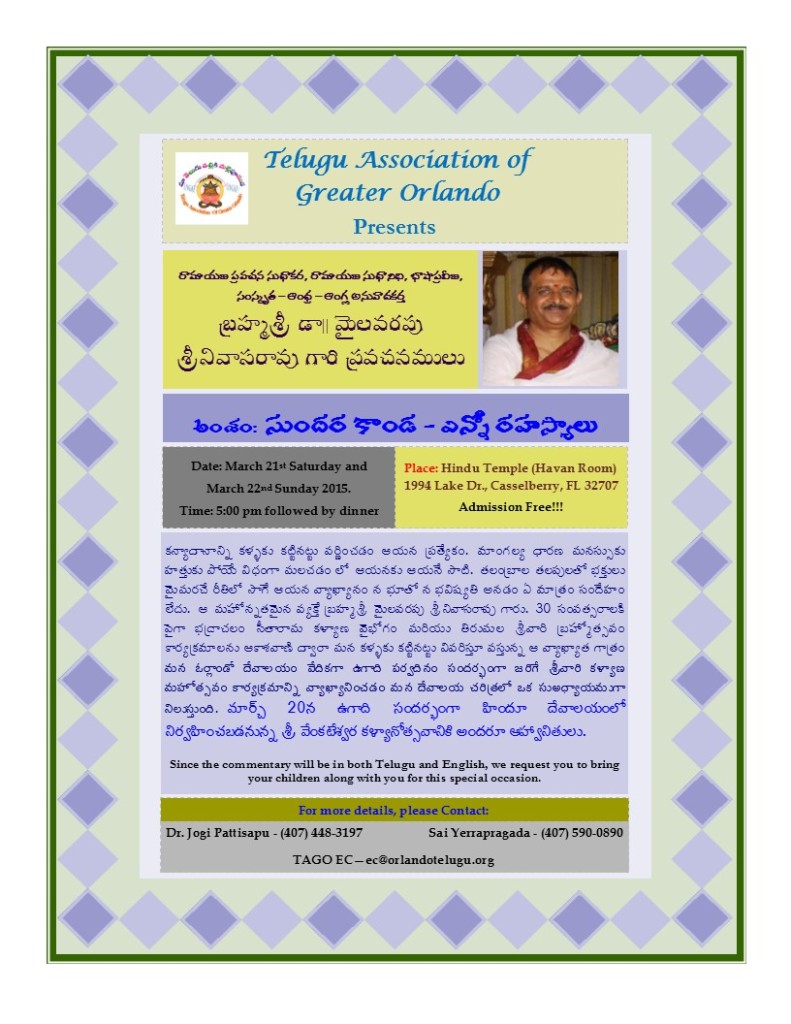 Telugu Association of
Greater Orlando
Presents
రామాయణ ప్రవచన సుధాకర, రామాయణ సుధానిధి, భాషాప్రవీణ,
సంస్కృత – ఆంధ్ర – ఆంగ్ల అనువాదకర్త
బ్రహ్మశ్రీ డా|| మైలవరపు
శ్రీనివాసరావు గారి ప్రవచనములు
అంశం: సుందర కాండ – ఎన్నో రహస్యాలు
Date: March 21st Saturday and
March 22nd Sunday 2015.
Time: 5:00 pm followed by dinner
Place: Hindu Temple (Havan Room)
1994 Lake Dr., Casselberry, FL 32707
Admission Free!!!
కన్యాదానాన్ని కళ్ళకు కట్టినట్టు వర్ణించడం ఆయన ప్రత్యేకం. మాంగల్య ధారణ మనస్సుకు
హత్తుకు పోయే విధంగా మలచడం లో ఆయనకు ఆయనే సాటి. తలంబ్రాల తలపులతో భక్తులు
మైమరచే రీతిలో సాగే ఆయన వ్యాఖ్యానం న భూతో న భవిష్యతి అనడం ఏ మాత్రం సందేహం
లేదు. ఆ మహోన్నతమైన వ్యక్తే బ్రహ్మశ్రీ మైలవరపు శ్రీనివాసరావు గారు. 30 సంవత్సరాలకి
పైగా భద్రాచలం సీతారామ కళ్యాణ వైభోగం మరియు తిరుమల శ్రీవారి బ్రహ్మోత్సవం
కార్యక్రమాలను ఆకాశవాణి ద్వారా మన కళ్ళకు కట్టినట్టు వివరిస్తూ వస్తున్న ఆ వ్యాఖ్యాత గాత్రం
మన ఓర్లాండో దేవాలయం వేదికగా ఉగాది పర్వదినం సందర్భంగా జరిగే శ్రీవారి కళ్యాణ
మహోత్సవం కార్యక్రమాన్ని వ్యాఖ్యానించడం మన దేవాలయ చరిత్రలో ఒక సుఅధ్యాయముగా
నిలుస్తుంది. మార్చ్ 20న ఉగాది సందర్భంగా హిందూ దేవాలయంలో
నిర్వహించబడనున్న శ్రీ వేంకటేశ్వర కళ్యానోత్సవానికి అందరూ ఆహ్వానితులు.
Since the commentary will be in both Telugu and English, we request you to bring
your children along with you for this special occasion.
For more details, please Contact:
Dr. Jogi Pattisapu - (407) 448-3197 Sai Yerrapragada - (407) 590-0890
TAGO EC—ec@orlandotelugu.org